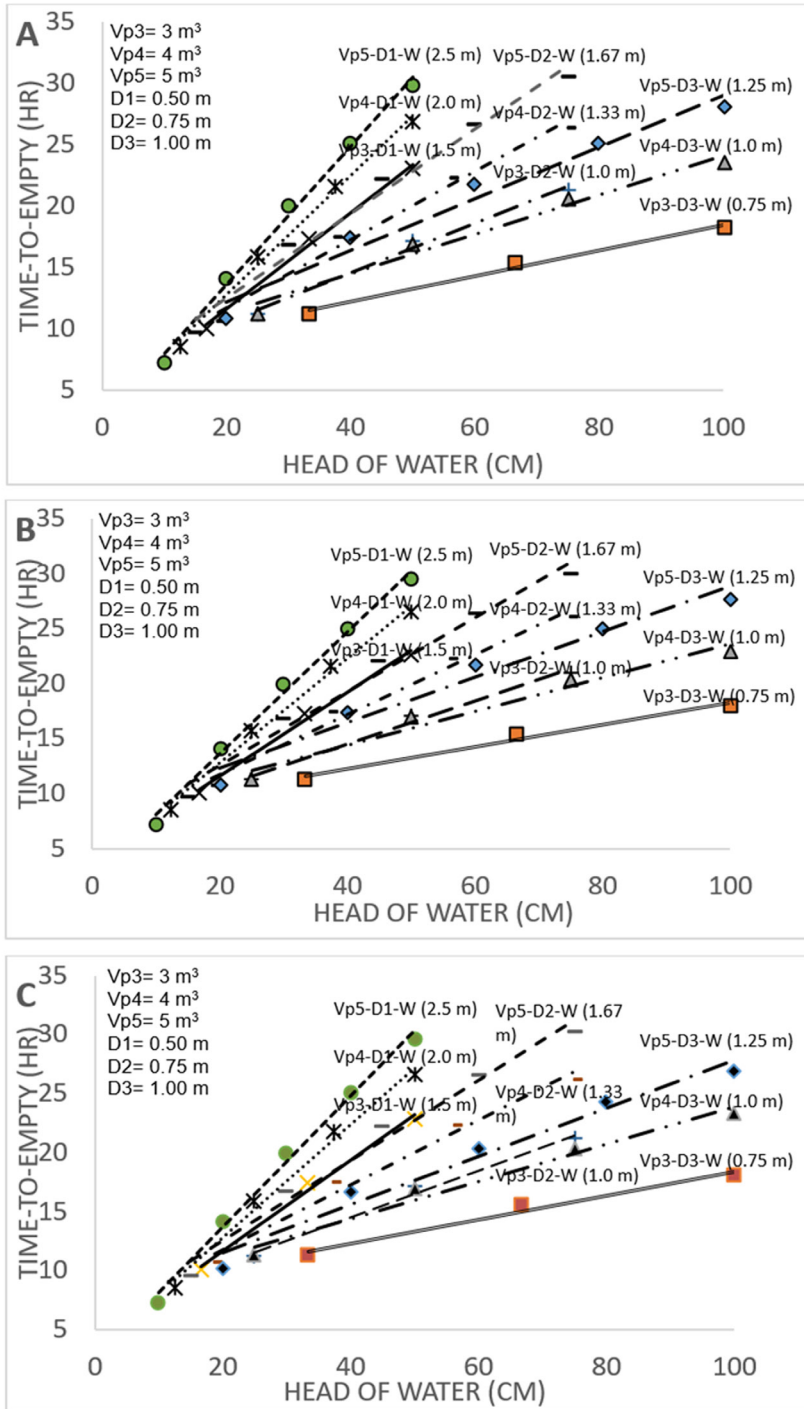 A
Vp3= 3 m³
Vp4= 4 m³
Vp5= 5 m³
D1= 0.50 m
D2= 0.75 m
D3= 1.00 m
Vp5-D1-W (2.5 m)
Vp5-D2-W (1.67 m)
Vp5-D3-W (1.25 m)
Vp4-D1-W (2.0 m)
Vp4-D2-W (1.33 m)
Vp4-D3-W (1.0 m)
Vp3-D1-W (1.5 m)
Vp3-D2-W (1.0 m)
Vp3-D3-W (0.75 m)
TIME-TO-EMPTY (HR)
35
30
25
20
15
10
5
0
20
40
60
80
100
HEAD OF WATER (CM)
B
Vp3= 3 m³
Vp4= 4 m³
Vp5= 5 m³
D1= 0.50 m
D2= 0.75 m
D3= 1.00 m
Vp5-D1-W (2.5 m)
Vp5-D2-W (1.67 m)
Vp5-D3-W (1.25 m)
Vp4-D1-W (2.0 m)
Vp4-D2-W (1.33 m)
Vp4-D3-W (1.0 m)
Vp3-D1-W (1.5 m)
Vp3-D2-W (1.0 m)
Vp3-D3-W (0.75 m)
TIME-TO-EMPTY (HR)
35
30
25
20
15
10
5
0
20
40
60
80
100
HEAD OF WATER (CM)
C
Vp3= 3 m³
Vp4= 4 m³
Vp5= 5 m³
D1= 0.50 m
D2= 0.75 m
D3= 1.00 m
Vp5-D1-W (2.5 m)
Vp5-D2-W (1.67
m)
Vp5-D3-W (1.25 m)
Vp4-D1-W (2.0 m)
Vp4-D2-W (1.33
m)
Vp4-D3-W (1.0 m)
Vp3-D1-W (1.5 m)
Vp3-D2-W (1.0 m)
Vp3-D3-W (0.75 m)
TIME-TO-EMPTY (HR)
35
30
25
20
15
10
5
0
20
40
60
80
100
HEAD OF WATER (CM)